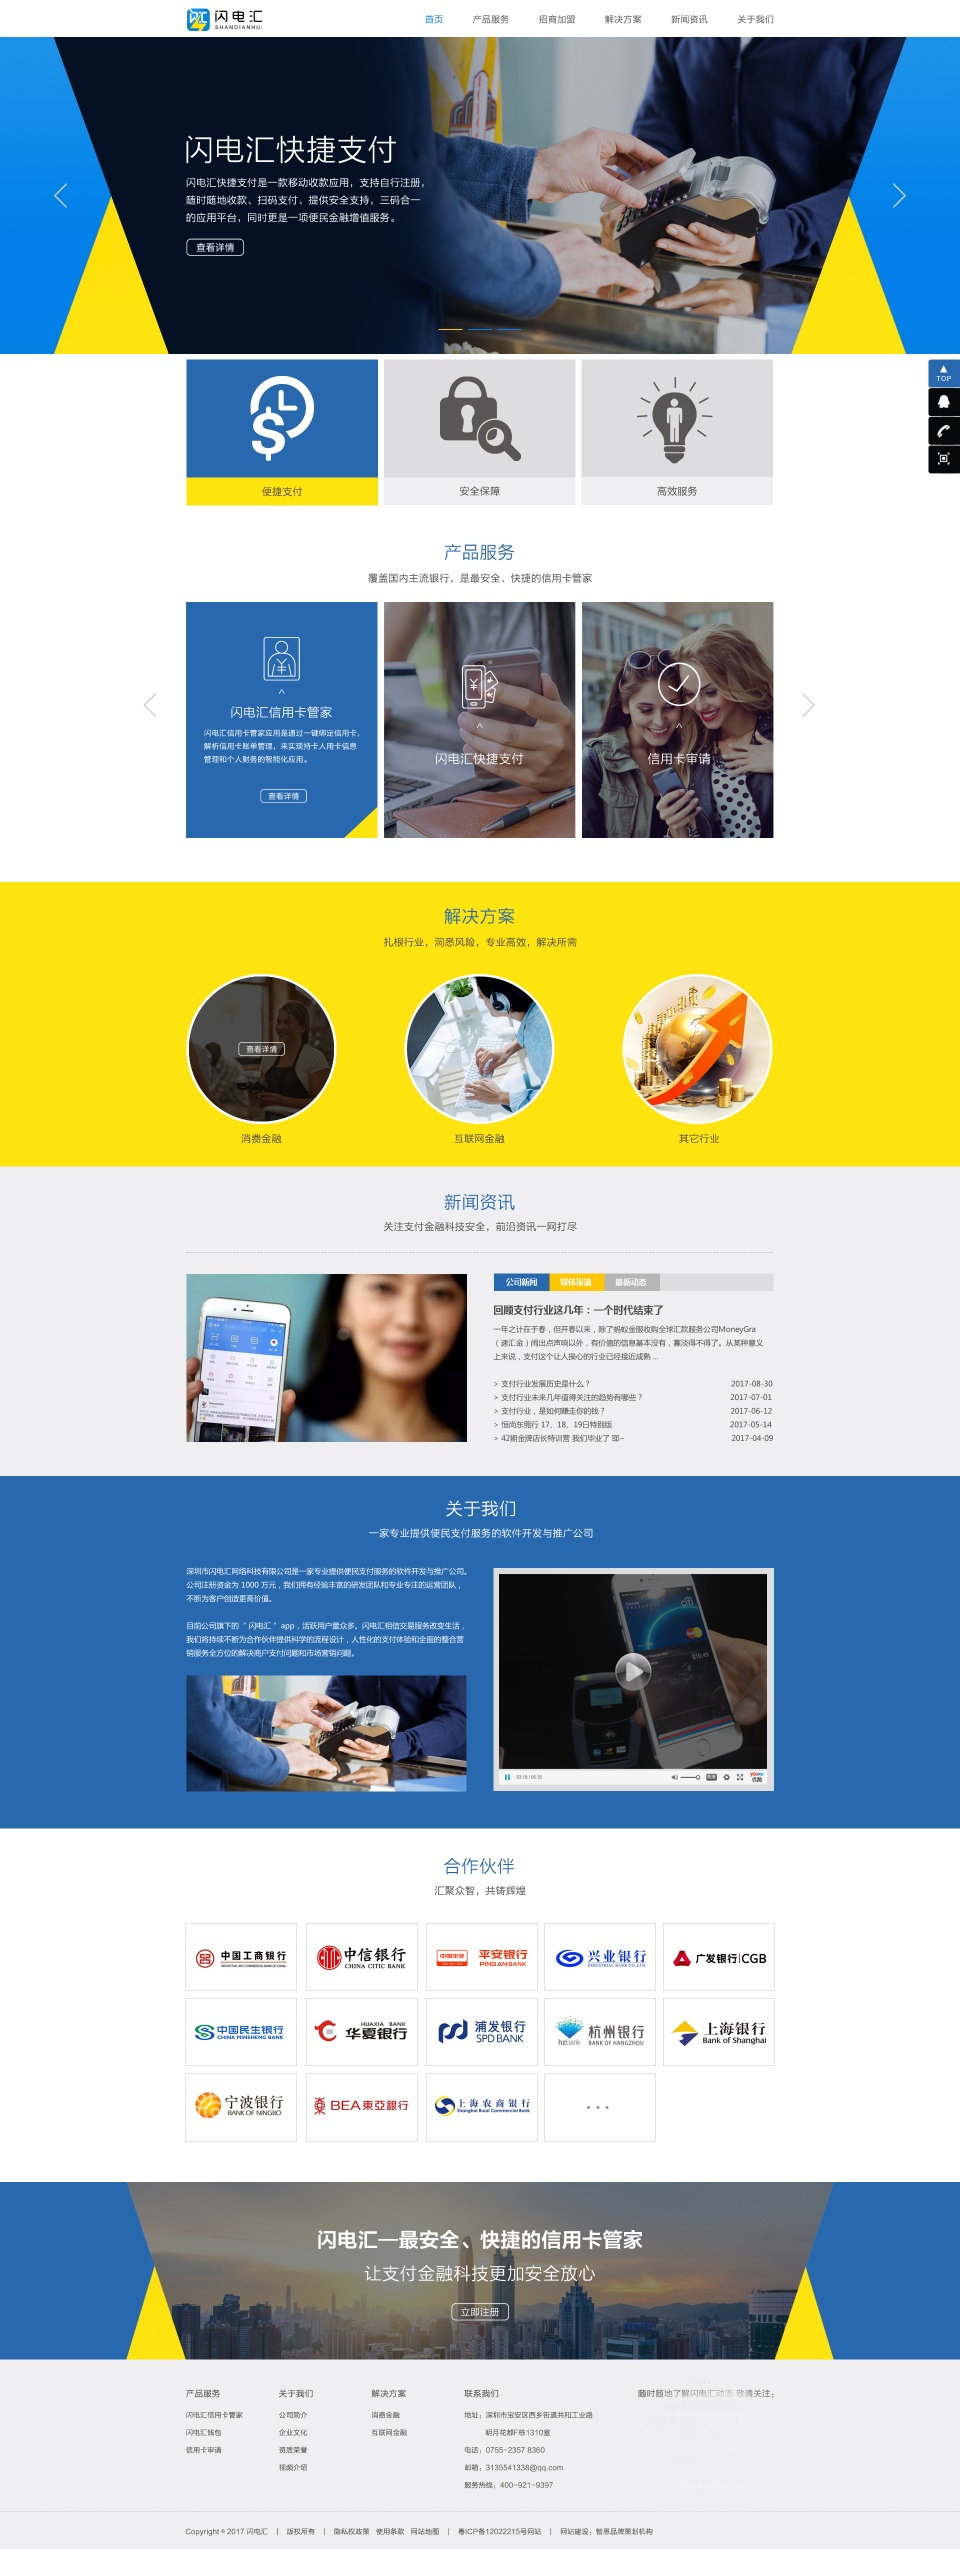 闪电汇
SHANDIANHUI
首页 产品服务 招商加盟 解决方案 新闻资讯 关于我们
闪电汇快捷支付
闪电汇快捷支付是一款移动收款应用，支持自行注册，
随时随地收款、扫码支付、提供安全支持，三码合一
的应用平台，同时更是一项便民金融增值服务。
查看详情
TOP
便捷支付 安全保障 高效服务
产品服务
覆盖国内主流银行，是最安全、快捷的信用卡管家
闪电汇信用卡管家
闪电汇信用卡管家应用是通过一键绑定信用卡，
解析信用卡账单管理，来实现持卡人用卡信息
管理和个人财务的智能化应用。
查看详情
闪电汇快捷支付
信用卡审请
解决方案
扎根行业，洞悉风险，专业高效，解决所需
查看详情
消费金融 互联网金融 其它行业
新闻资讯
关注支付金融科技安全，前沿资讯一网打尽
公司新闻 媒体报道 最新动态
回顾支付行业这几年：一个时代结束了
一年之计在于春，但开春以来，除了蚂蚁金服收购全球汇款服务公司MoneyGra
（速汇金）闹出点声响以外，有价值的信息基本没有，寡淡得不得了。从某种意义
上来说，支付这个让人操心的行业已经接近成熟 ...
> 支付行业发展历史是什么？ 2017-08-30
> 支付行业未来几年值得关注的趋势有哪些？ 2017-07-01
> 支付行业，是如何赚走你的钱？ 2017-06-12
> 恒尚东莞行 17、18、19日特别版 2017-05-14
> 42期金牌店长特训营 我们毕业了 耶~ 2017-04-09
关于我们
一家专业提供便民支付服务的软件开发与推广公司
深圳市闪电汇网络科技有限公司是一家专业提供便民支付服务的软件开发与推广公司。
公司注册资金为 1000 万元，我们拥有经验丰富的研发团队和专业专注的运营团队，
不断为客户创造更高价值。
目前公司旗下的 “ 闪电汇 ” app，活跃用户量众多。闪电汇相信交易服务改变生活，
我们将持续不断为合作伙伴提供科学的流程设计，人性化的支付体验和全面的整合营
销服务全方位的解决商户支付问题和市场营销问题。
citi
合作伙伴
汇聚众智，共铸辉煌
中国工商银行
INDUSTRIAL AND COMMERCIAL BANK OF CHINA
中信银行
CHINA CITIC BANK
中国平安
平安银行
PING AN BANK
兴业银行
INDUSTRIAL BANK CO.,LTD.
广发银行|CGB
中国民生银行
CHINA MINSHENG BANK
HUAXIA BANK
华夏银行
浦发银行
SPD BANK
hzbank
杭州银行
BANK OF HANGZHOU
上海银行
Bank of Shanghai
宁波银行
BANK OF NINGBO
BEA東亞銀行
上海农商银行
Shanghai Rural Commercial Bank
...
闪电汇—最安全、快捷的信用卡管家
让支付金融科技更加安全放心
立即注册
产品服务
闪电汇信用卡管家
闪电汇钱包
信用卡审请
关于我们
公司简介
企业文化
资质荣誉
视频介绍
解决方案
消费金融
互联网金融
联系我们
地址：深圳市宝安区西乡街道共和工业路
明月花都F栋1310室
电话：0755-2357 8360
邮箱：3135541338@qq.com
服务热线：400-921-9397
随时随地了解闪电汇动态 敬请关注：
Copyright © 2017 闪电汇 | 版权所有 | 隐私权政策 使用条款 网站地图 | 粤ICP备12022215号网站 | 网站建设：智恩品牌策划机构